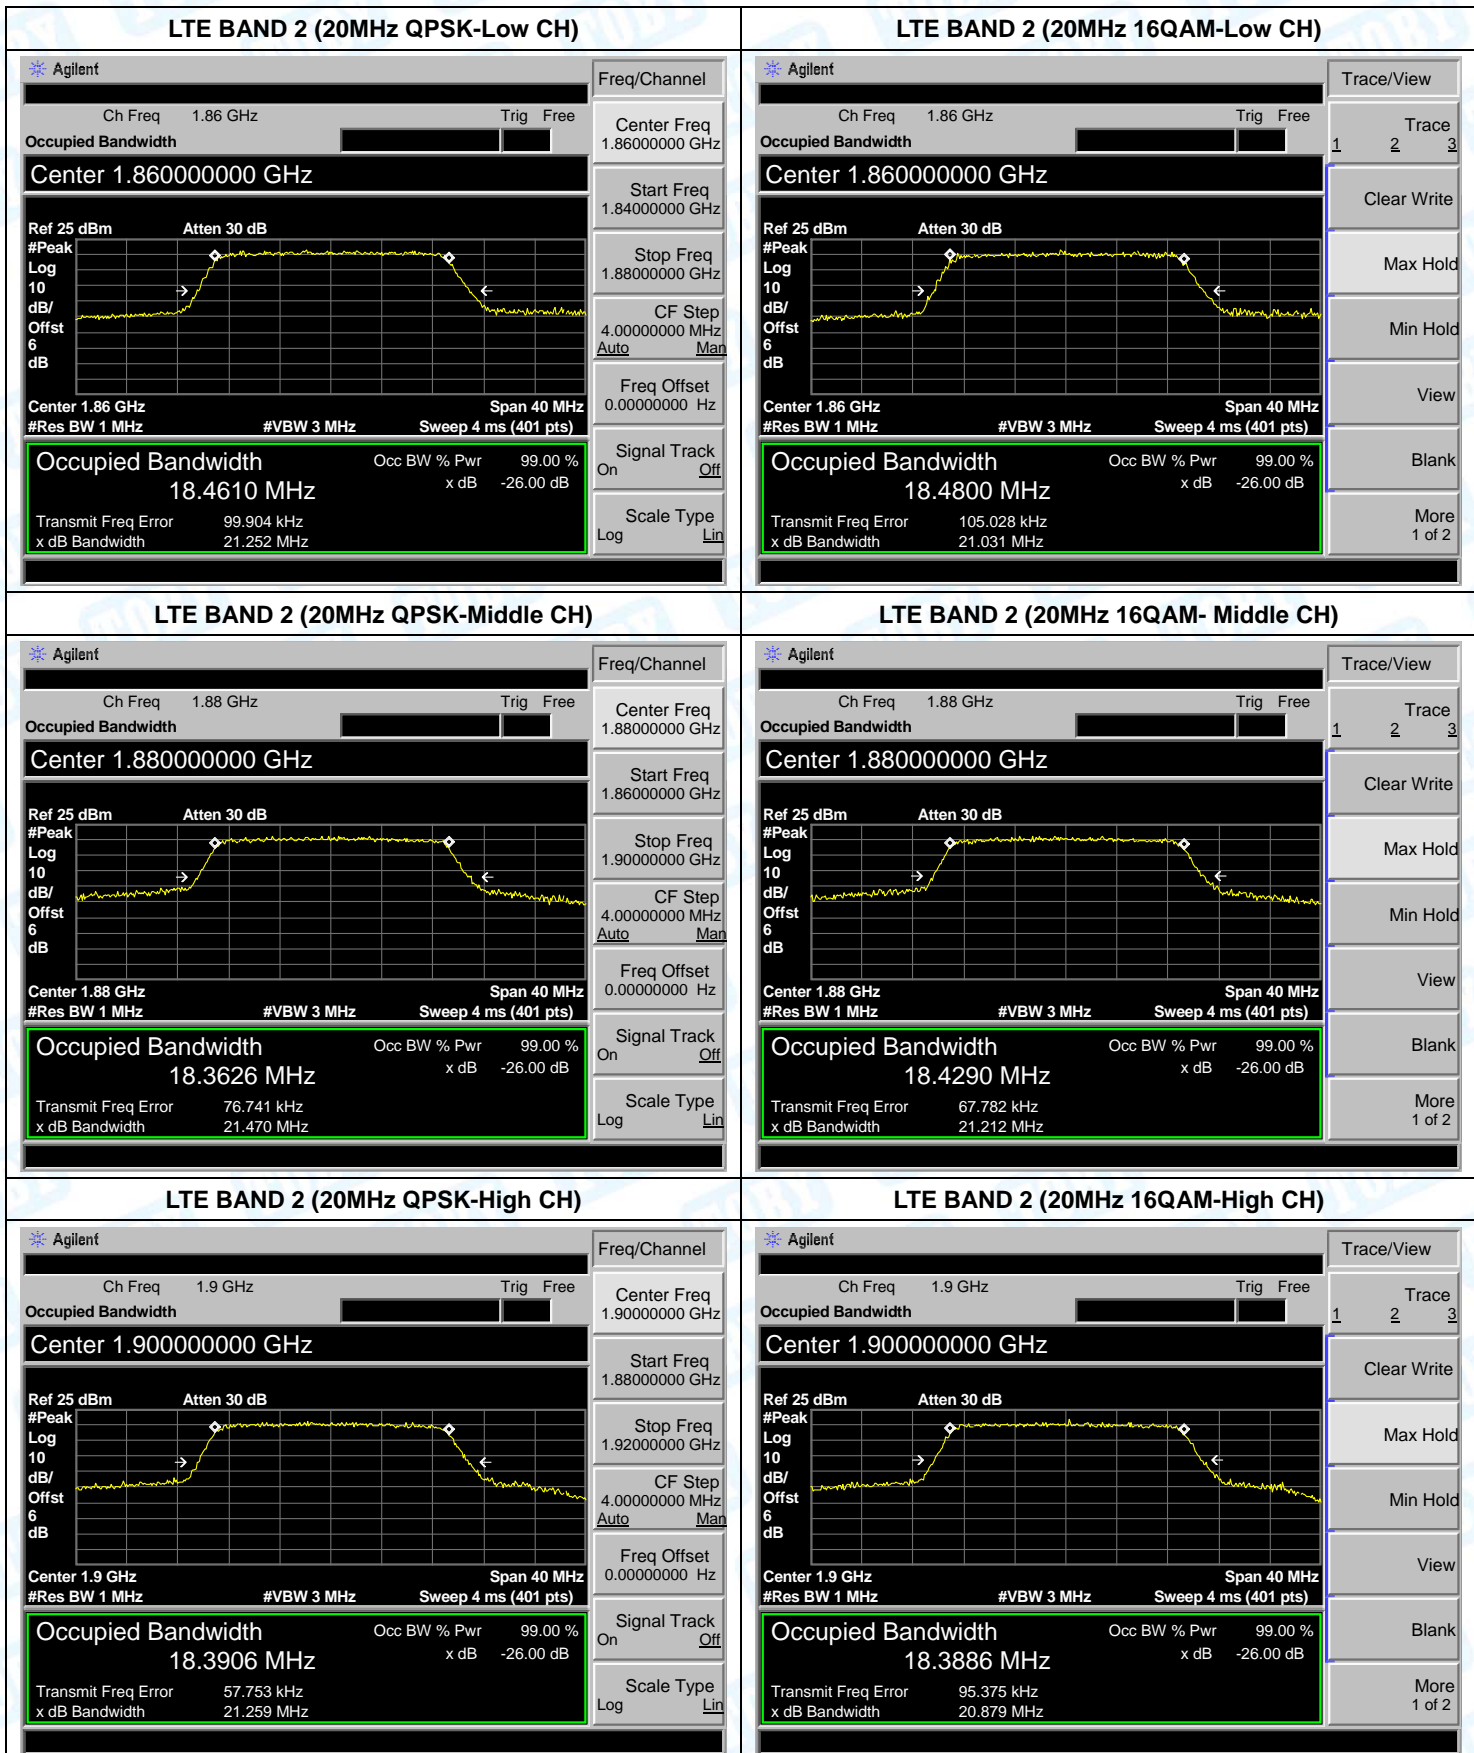 LTE BAND 2 (20MHz QPSK-Low CH)
Agilent
Freq/Channel
Ch Freq 1.86 GHz Trig Free
Occupied Bandwidth
Center 1.860000000 GHz
Ref 25 dBm Atten 30 dB
#Peak
Log
10
dB/
Offst
6
dB
Center 1.86 GHz Span 40 MHz
#Res BW 1 MHz #VBW 3 MHz Sweep 4 ms (401 pts)
Occupied Bandwidth Occ BW % Pwr 99.00 %
18.4610 MHz x dB -26.00 dB
Transmit Freq Error 99.904 kHz
x dB Bandwidth 21.252 MHz
Center Freq
1.86000000 GHz
Start Freq
1.84000000 GHz
Stop Freq
1.88000000 GHz
CF Step
4.00000000 MHz
Auto Man
Freq Offset
0.00000000 Hz
Signal Track
On Off
Scale Type
Log Lin
LTE BAND 2 (20MHz 16QAM-Low CH)
Agilent
Trace/View
Ch Freq 1.86 GHz Trig Free
Occupied Bandwidth
Center 1.860000000 GHz
Ref 25 dBm Atten 30 dB
#Peak
Log
10
dB/
Offst
6
dB
Center 1.86 GHz Span 40 MHz
#Res BW 1 MHz #VBW 3 MHz Sweep 4 ms (401 pts)
Occupied Bandwidth Occ BW % Pwr 99.00 %
18.4800 MHz x dB -26.00 dB
Transmit Freq Error 105.028 kHz
x dB Bandwidth 21.031 MHz
Trace
1 2 3
Clear Write
Max Hold
Min Hold
View
Blank
More
1 of 2
LTE BAND 2 (20MHz QPSK-Middle CH)
Agilent
Freq/Channel
Ch Freq 1.88 GHz Trig Free
Occupied Bandwidth
Center 1.880000000 GHz
Ref 25 dBm Atten 30 dB
#Peak
Log
10
dB/
Offst
6
dB
Center 1.88 GHz Span 40 MHz
#Res BW 1 MHz #VBW 3 MHz Sweep 4 ms (401 pts)
Occupied Bandwidth Occ BW % Pwr 99.00 %
18.3626 MHz x dB -26.00 dB
Transmit Freq Error 76.741 kHz
x dB Bandwidth 21.470 MHz
Center Freq
1.88000000 GHz
Start Freq
1.86000000 GHz
Stop Freq
1.90000000 GHz
CF Step
4.00000000 MHz
Auto Man
Freq Offset
0.00000000 Hz
Signal Track
On Off
Scale Type
Log Lin
LTE BAND 2 (20MHz 16QAM- Middle CH)
Agilent
Trace/View
Ch Freq 1.88 GHz Trig Free
Occupied Bandwidth
Center 1.880000000 GHz
Ref 25 dBm Atten 30 dB
#Peak
Log
10
dB/
Offst
6
dB
Center 1.88 GHz Span 40 MHz
#Res BW 1 MHz #VBW 3 MHz Sweep 4 ms (401 pts)
Occupied Bandwidth Occ BW % Pwr 99.00 %
18.4290 MHz x dB -26.00 dB
Transmit Freq Error 67.782 kHz
x dB Bandwidth 21.212 MHz
Trace
1 2 3
Clear Write
Max Hold
Min Hold
View
Blank
More
1 of 2
LTE BAND 2 (20MHz QPSK-High CH)
Agilent
Freq/Channel
Ch Freq 1.9 GHz Trig Free
Occupied Bandwidth
Center 1.900000000 GHz
Ref 25 dBm Atten 30 dB
#Peak
Log
10
dB/
Offst
6
dB
Center 1.9 GHz Span 40 MHz
#Res BW 1 MHz #VBW 3 MHz Sweep 4 ms (401 pts)
Occupied Bandwidth Occ BW % Pwr 99.00 %
18.3906 MHz x dB -26.00 dB
Transmit Freq Error 57.753 kHz
x dB Bandwidth 21.259 MHz
Center Freq
1.90000000 GHz
Start Freq
1.88000000 GHz
Stop Freq
1.92000000 GHz
CF Step
4.00000000 MHz
Auto Man
Freq Offset
0.00000000 Hz
Signal Track
On Off
Scale Type
Log Lin
LTE BAND 2 (20MHz 16QAM-High CH)
Agilent
Trace/View
Ch Freq 1.9 GHz Trig Free
Occupied Bandwidth
Center 1.900000000 GHz
Ref 25 dBm Atten 30 dB
#Peak
Log
10
dB/
Offst
6
dB
Center 1.9 GHz Span 40 MHz
#Res BW 1 MHz #VBW 3 MHz Sweep 4 ms (401 pts)
Occupied Bandwidth Occ BW % Pwr 99.00 %
18.3886 MHz x dB -26.00 dB
Transmit Freq Error 95.375 kHz
x dB Bandwidth 20.879 MHz
Trace
1 2 3
Clear Write
Max Hold
Min Hold
View
Blank
More
1 of 2